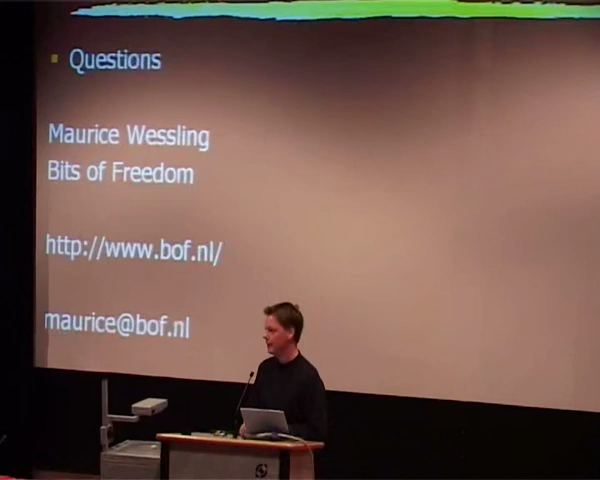 Questions
Maurice Wessling
Bits of Freedom
http://www.bof.nl/
maurice@bof.nl